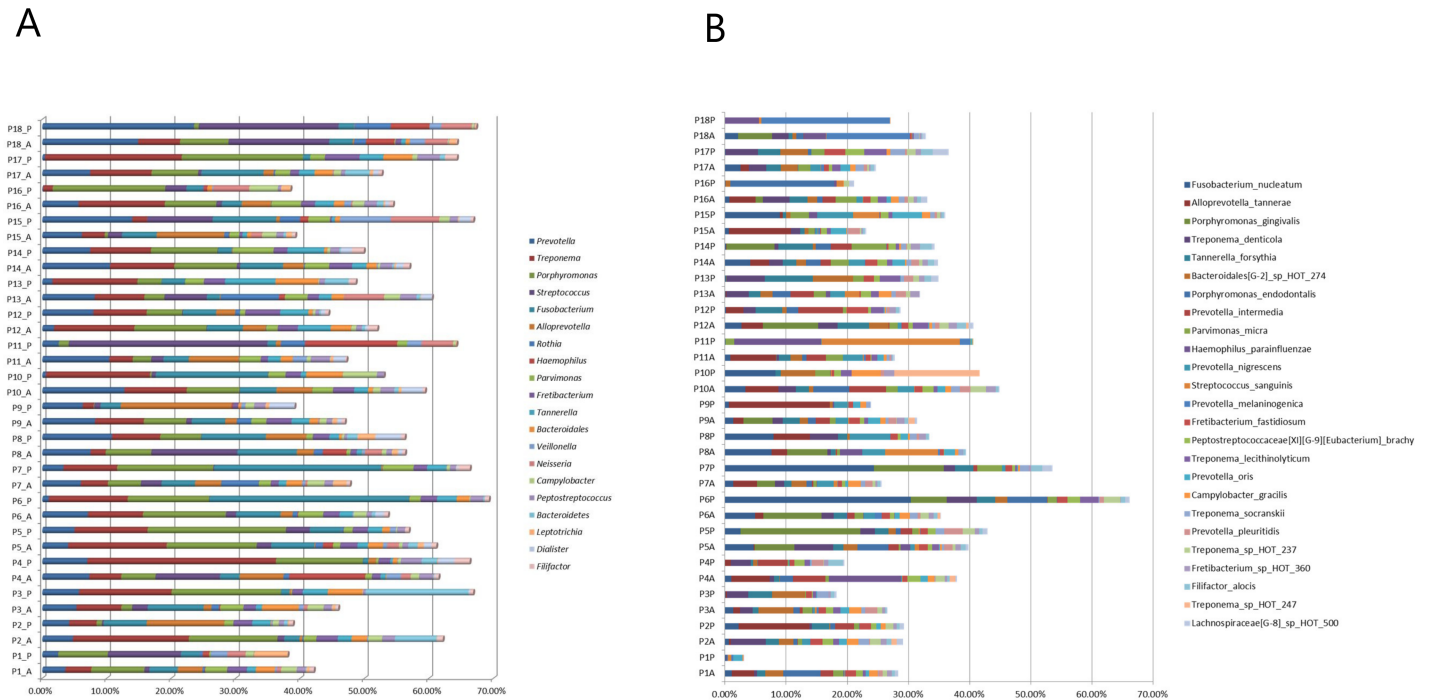 A
B
P18_P
P18_A
P17_P
P17_A
P16_P
P16_A
P15_P
P15_A
P14_P
P14_A
P13_P
P13_A
P12_P
P12_A
P11_P
P11_A
P10_P
P10_A
P9_P
P9_A
P8_P
P8_A
P7_P
P7_A
P6_P
P6_A
P5_P
P5_A
P4_P
P4_A
P3_P
P3_A
P2_P
P2_A
P1_P
P1_A
0.00% 10.00% 20.00% 30.00% 40.00% 50.00% 60.00% 70.00%
Prevotella
Treponema
Porphyromonas
Streptococcus
Fusobacterium
Alloprevotella
Rothia
Haemophilus
Parvimonas
Fretibacterium
Tannerella
Bacteroidales
Veillonella
Neisseria
Campylobacter
Peptostreptococcus
Bacteroidetes
Leptotrichia
Dialister
Filifactor
P18P
P18A
P17P
P17A
P16P
P16A
P15P
P15A
P14P
P14A
P13P
P13A
P12P
P12A
P11P
P11A
P10P
P10A
P9P
P9A
P8P
P8A
P7P
P7A
P6P
P6A
P5P
P5A
P4P
P4A
P3P
P3A
P2P
P2A
P1P
P1A
0.00% 10.00% 20.00% 30.00% 40.00% 50.00% 60.00% 70.00%
Fusobacterium_nucleatum
Alloprevotella_tannerae
Porphyromonas_gingivalis
Treponema_denticola
Tannerella_forsythia
Bacteroidales[G-2]_sp_HOT_274
Porphyromonas_endodontalis
Prevotella_intermedia
Parvimonas_micra
Haemophilus_parainfluenzae
Prevotella_nigrescens
Streptococcus_sanguinis
Prevotella_melaninogenica
Fretibacterium_fastidiosum
Peptostreptococcaceae[XI][G-9][Eubacterium]_brachy
Treponema_lecithinolyticum
Prevotella_oris
Campylobacter_gracilis
Treponema_socranskii
Prevotella_pleuritidis
Treponema_sp_HOT_237
Fretibacterium_sp_HOT_360
Filifactor_alocis
Treponema_sp_HOT_247
Lachnospiraceae[G-8]_sp_HOT_500